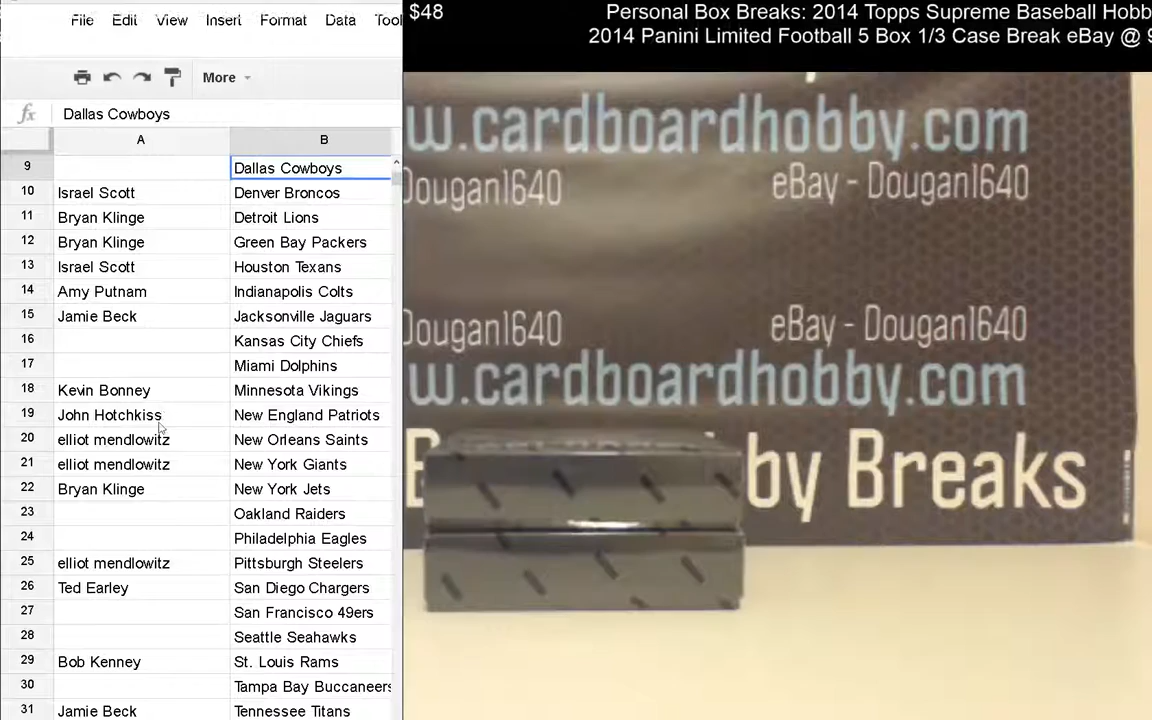 File Edit View Insert Format Data Tool
More
fx Dallas Cowboys
A B
9 Dallas Cowboys
10 Israel Scott Denver Broncos
11 Bryan Klinge Detroit Lions
12 Bryan Klinge Green Bay Packers
13 Israel Scott Houston Texans
14 Amy Putnam Indianapolis Colts
15 Jamie Beck Jacksonville Jaguars
16 Kansas City Chiefs
17 Miami Dolphins
18 Kevin Bonney Minnesota Vikings
19 John Hotchkiss New England Patriots
20 elliot mendlowitz New Orleans Saints
21 elliot mendlowitz New York Giants
22 Bryan Klinge New York Jets
23 Oakland Raiders
24 Philadelphia Eagles
25 elliot mendlowitz Pittsburgh Steelers
26 Ted Earley San Diego Chargers
27 San Francisco 49ers
28 Seattle Seahawks
29 Bob Kenney St. Louis Rams
30 Tampa Bay Buccaneers
31 Jamie Beck Tennessee Titans
$48 Personal Box Breaks: 2014 Topps Supreme Baseball Hobb
2014 Panini Limited Football 5 Box 1/3 Case Break eBay @ 9
w.cardboardhobby.com
Dougan1640 eBay - Dougan1640
Dougan1640 eBay - Dougan1640
w.cardboardhobby.com
by Breaks